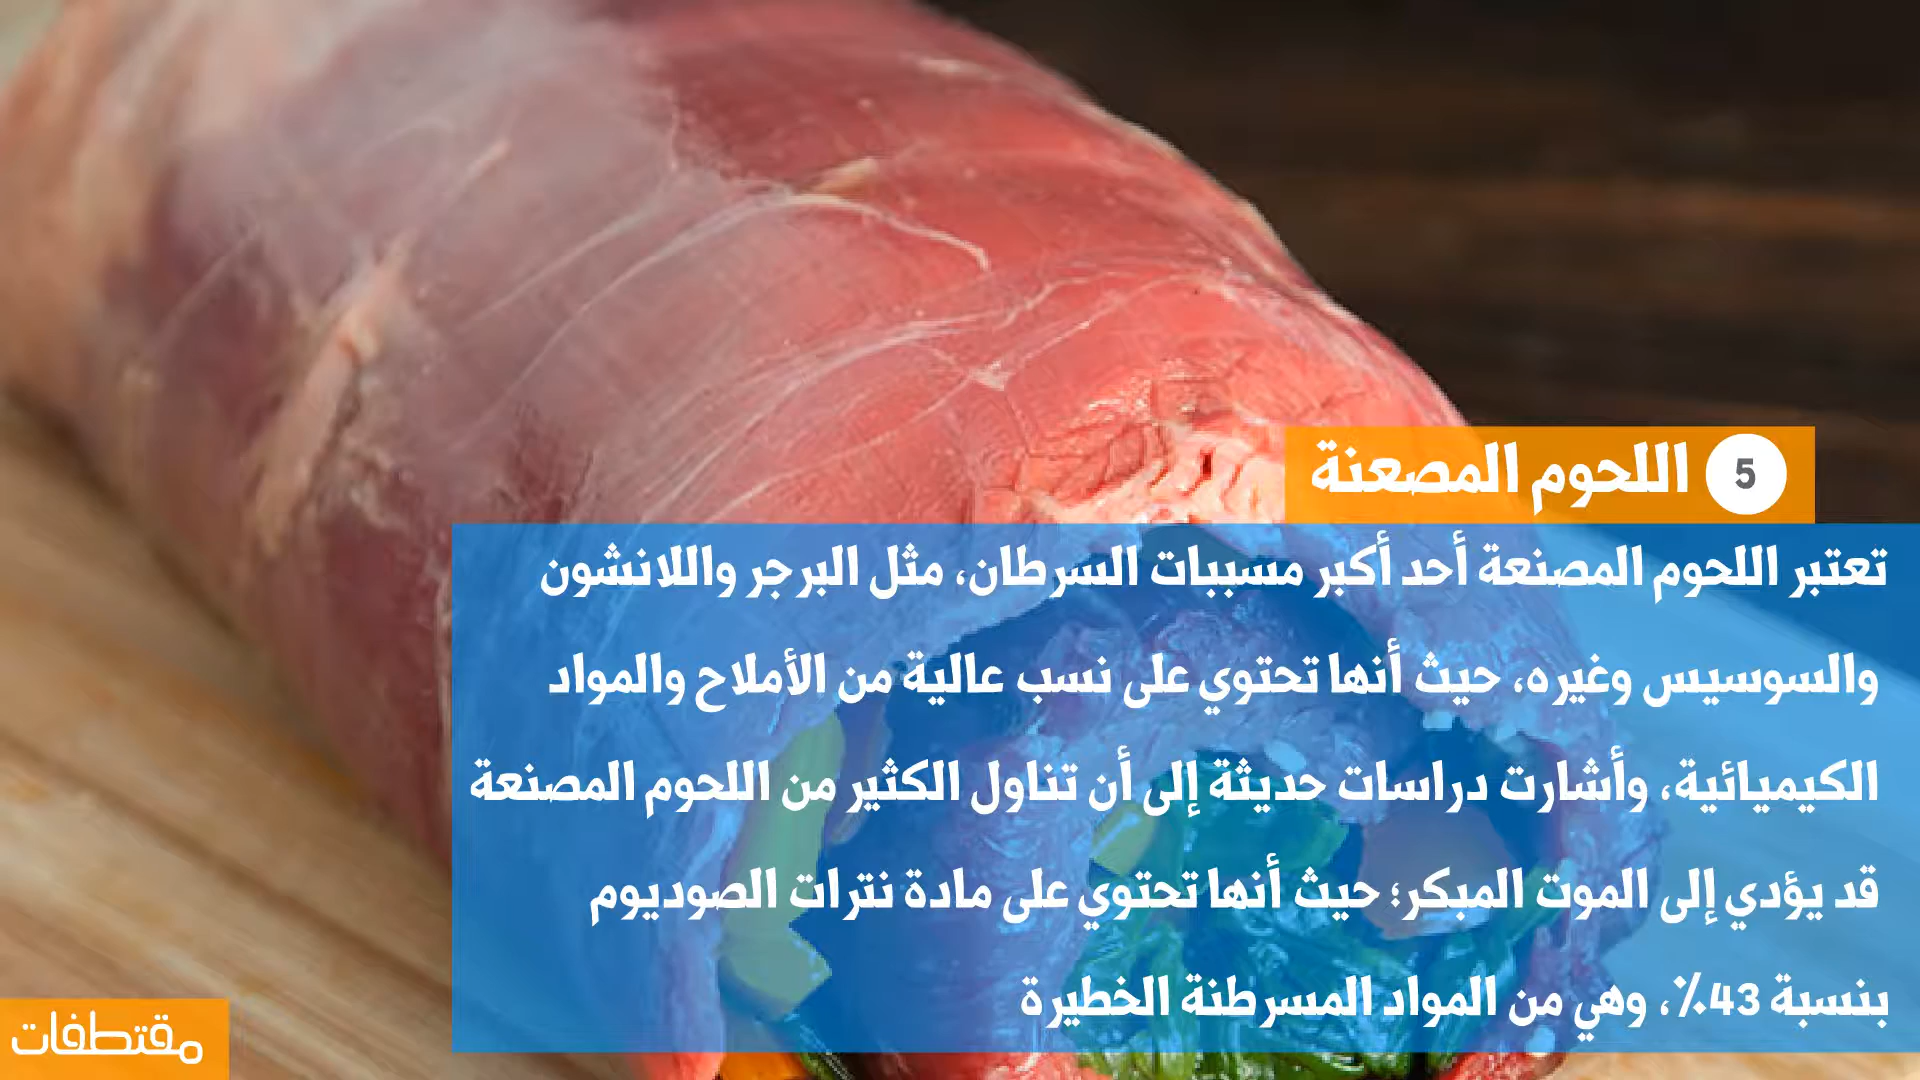 5 اللحوم المصعنة
تعتبر اللحوم المصنعة أحد أكبر مسببات السرطان، مثل البرجر واللانشون
والسوسيس وغيره، حيث أنها تحتوي على نسب عالية من الأملاح والمواد
الكيميائية، وأشارت دراسات حديثة إلى أن تناول الكثير من اللحوم المصنعة
قد يؤدي إلى الموت المبكر؛ حيث أنها تحتوي على مادة نترات الصوديوم
بنسبة 43٪، وهي من المواد المسرطنة الخطيرة
مقتطفات